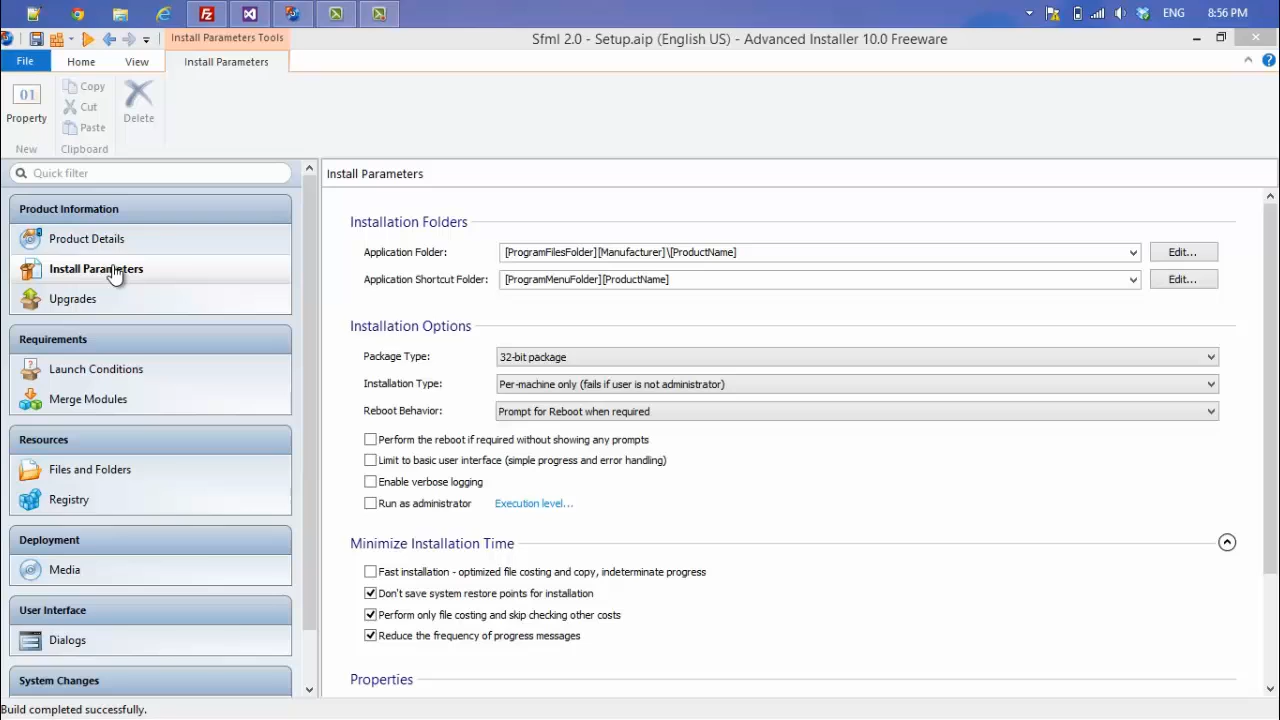 ENG 8:56 PM
Install Parameters Tools
Sfml 2.0 - Setup.aip (English US) - Advanced Installer 10.0 Freeware
File Home View Install Parameters
01
Property
Copy
Cut
Paste
Delete
New Clipboard
Quick filter
Product Information
Product Details
Install Parameters
Upgrades
Requirements
Launch Conditions
Merge Modules
Resources
Files and Folders
Registry
Deployment
Media
User Interface
Dialogs
System Changes
Install Parameters
Installation Folders
Application Folder: [ProgramFilesFolder][Manufacturer]\[ProductName] Edit...
Application Shortcut Folder: [ProgramMenuFolder][ProductName] Edit...
Installation Options
Package Type: 32-bit package
Installation Type: Per-machine only (fails if user is not administrator)
Reboot Behavior: Prompt for Reboot when required
Perform the reboot if required without showing any prompts
Limit to basic user interface (simple progress and error handling)
Enable verbose logging
Run as administrator Execution level...
Minimize Installation Time
Fast installation - optimized file costing and copy, indeterminate progress
Don't save system restore points for installation
Perform only file costing and skip checking other costs
Reduce the frequency of progress messages
Properties
Build completed successfully.